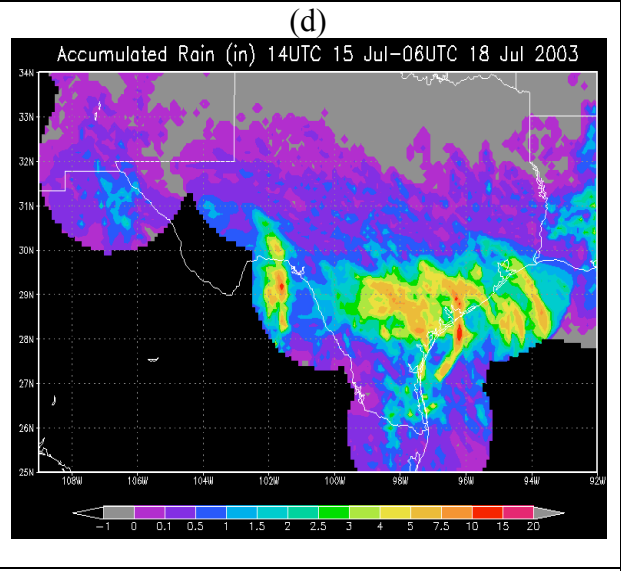 (d)
Accumulated Rain (in) 14UTC 15 Jul-06UTC 18 Jul 2003
34N
33N
32N
31N
30N
29N
28N
27N
26N
25N
108W 106W 104W 102W 100W 98W 96W 94W 92W
-1 0 0.1 0.5 1 1.5 2 2.5 3 4 5 7.5 10 15 20